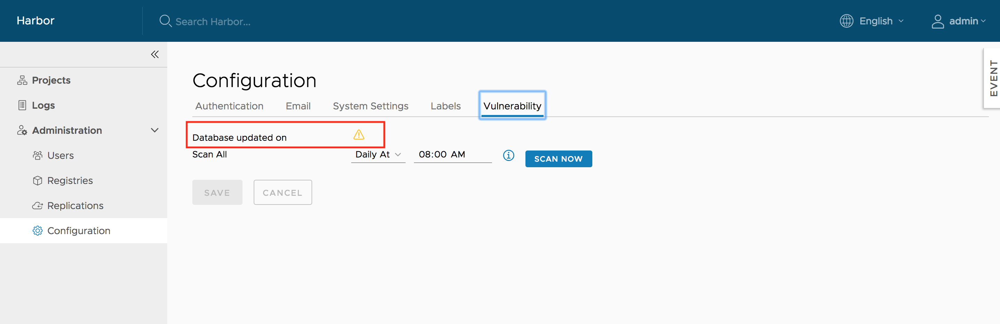 Harbor
Search Harbor...
English
admin
EVENT
Projects
Logs
Administration
Users
Registries
Replications
Configuration
Configuration
Authentication Email System Settings Labels Vulnerability
Database updated on
Scan All Daily At 08:00 AM SCAN NOW
SAVE CANCEL